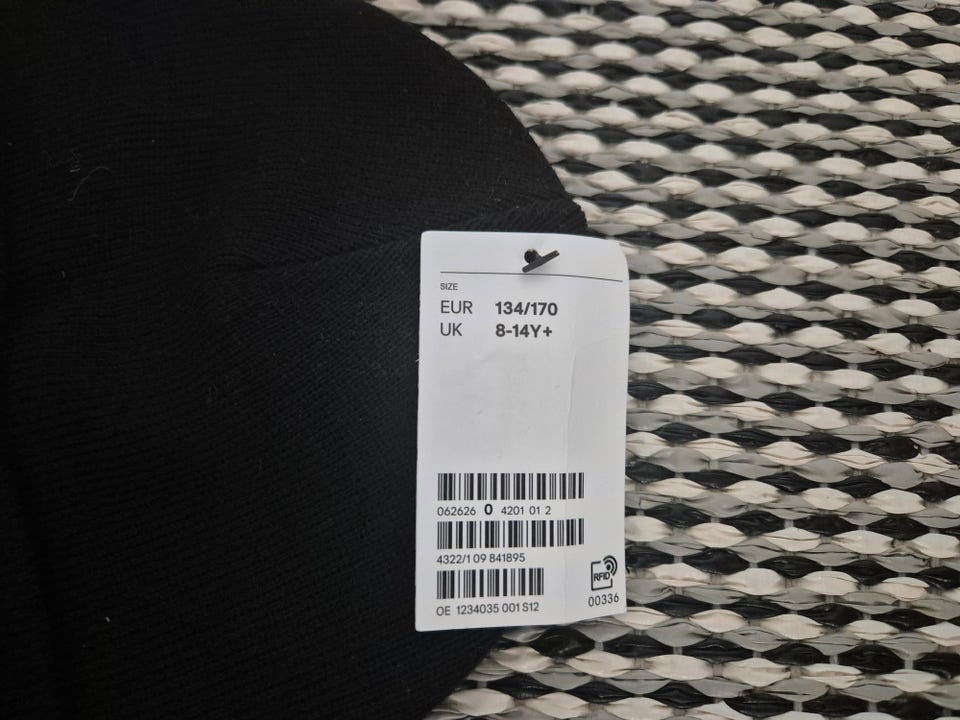 SIZE
EUR 134/170
UK 8-14Y+
062626 0 4201 01 2
4322/1 09 841895
RFID
OE 1234035 001 S12
00336